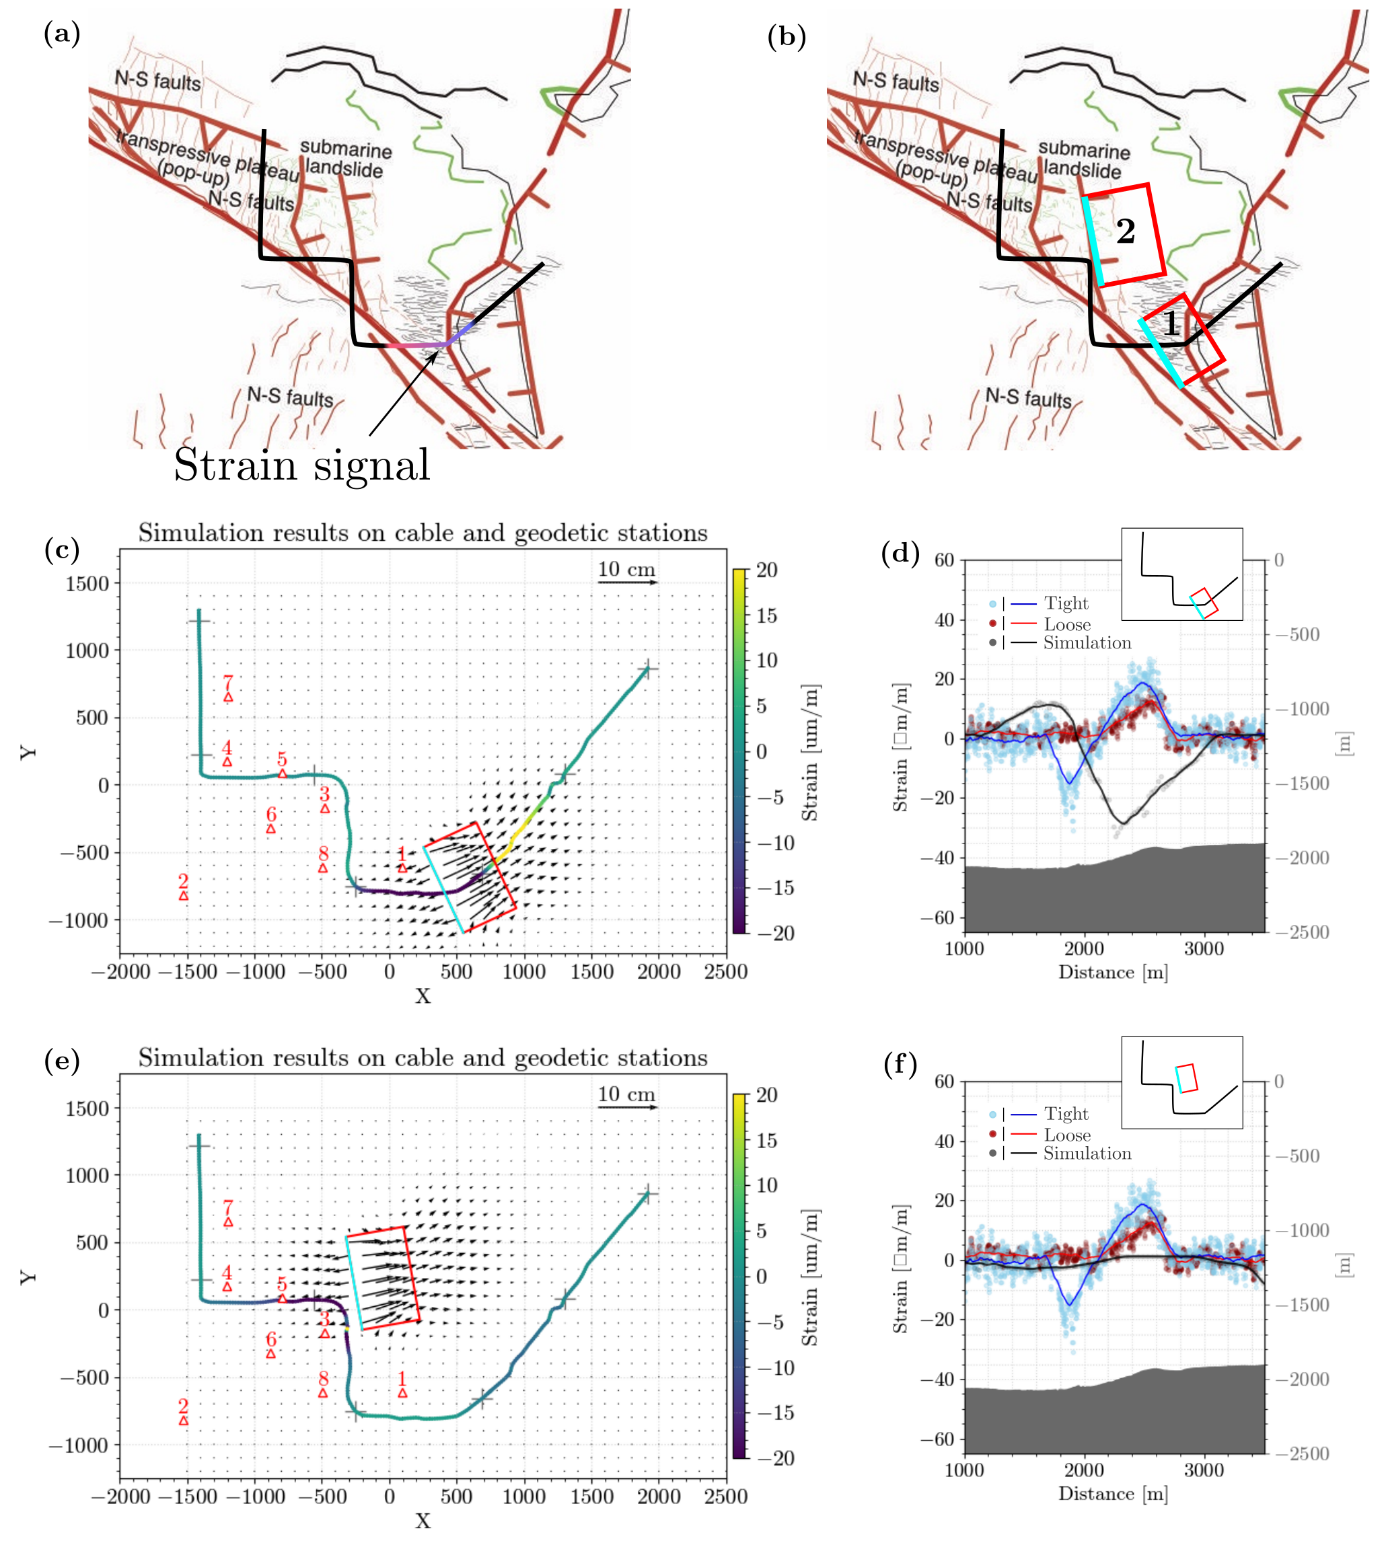 (a)
N-S faults
transpressive plateau
(pop-up)
N-S faults
submarine
landslide
N-S faults
Strain signal
(b)
N-S faults
transpressive plateau
(pop-up)
N-S faults
submarine
landslide
2
1
N-S faults
(c)
Simulation results on cable and geodetic stations
10 cm
Y
1500
1000
500
0
−500
−1000
7
4
5
3
6
8
1
2
−2000
−1500
−1000
−500
0
500
1000
1500
2000
2500
X
20
15
10
5
0
−5
−10
−15
−20
Strain [um/m]
(d)
60
40
20
0
−20
−40
−60
Strain [□m/m]
Tight
Loose
Simulation
0
−500
−1000
−1500
−2000
−2500
[m]
1000
2000
3000
Distance [m]
(e)
Simulation results on cable and geodetic stations
10 cm
Y
1500
1000
500
0
−500
−1000
7
4
5
3
6
8
1
2
−2000
−1500
−1000
−500
0
500
1000
1500
2000
2500
X
20
15
10
5
0
−5
−10
−15
−20
Strain [um/m]
(f)
60
40
20
0
−20
−40
−60
Strain [□m/m]
Tight
Loose
Simulation
0
−500
−1000
−1500
−2000
−2500
[m]
1000
2000
3000
Distance [m]